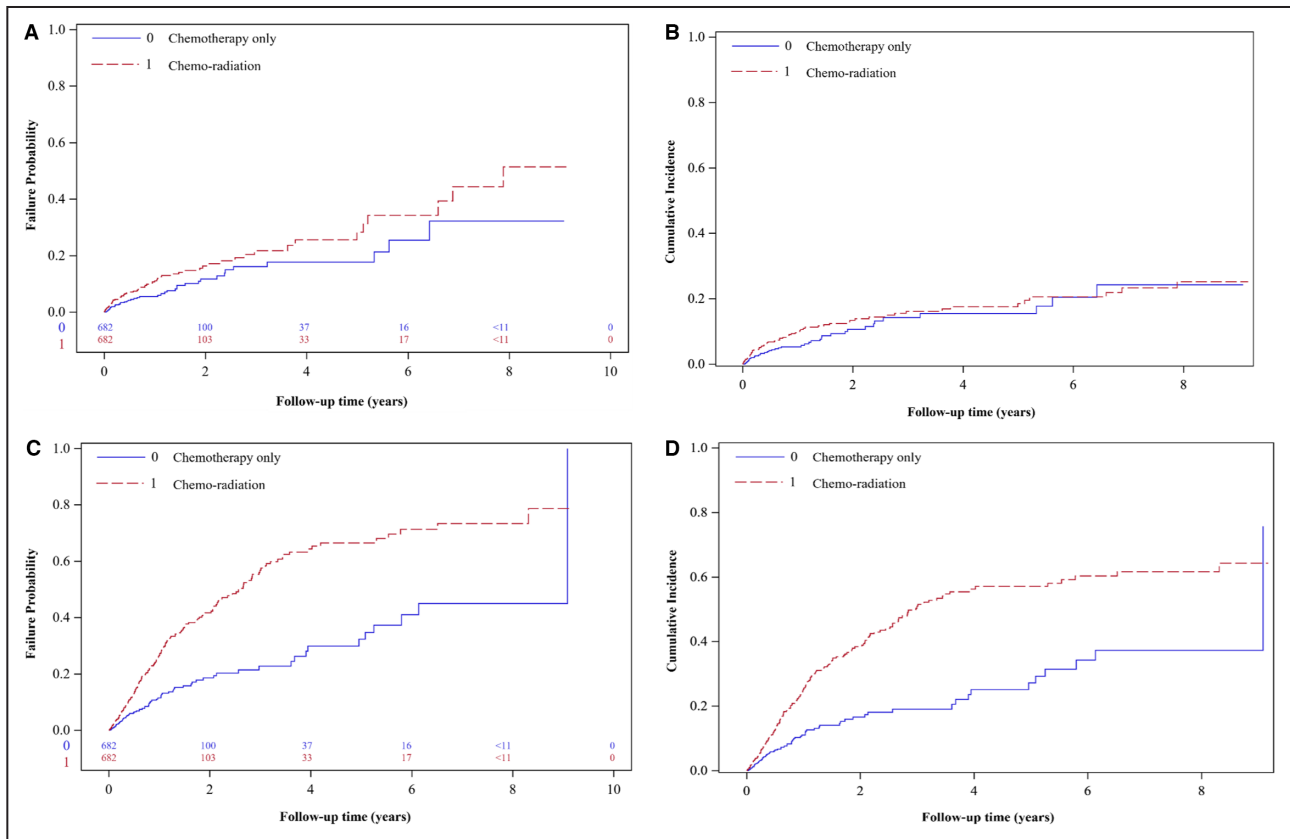 A
0 Chemotherapy only
1 Chemo-radiation
Failure Probability
1.0
0.8
0.6
0.4
0.2
0.0
0 682 100 37 16 <11 0
1 682 103 33 17 <11 0
0 2 4 6 8 10
Follow-up time (years)
B
0 Chemotherapy only
1 Chemo-radiation
Cumulative Incidence
1.0
0.8
0.6
0.4
0.2
0.0
0 2 4 6 8
Follow-up time (years)
C
0 Chemotherapy only
1 Chemo-radiation
Failure Probability
1.0
0.8
0.6
0.4
0.2
0.0
0 682 100 37 16 <11 0
1 682 103 33 17 <11 0
0 2 4 6 8 10
Follow-up time (years)
D
0 Chemotherapy only
1 Chemo-radiation
Cumulative Incidence
1.0
0.8
0.6
0.4
0.2
0.0
0 2 4 6 8
Follow-up time (years)